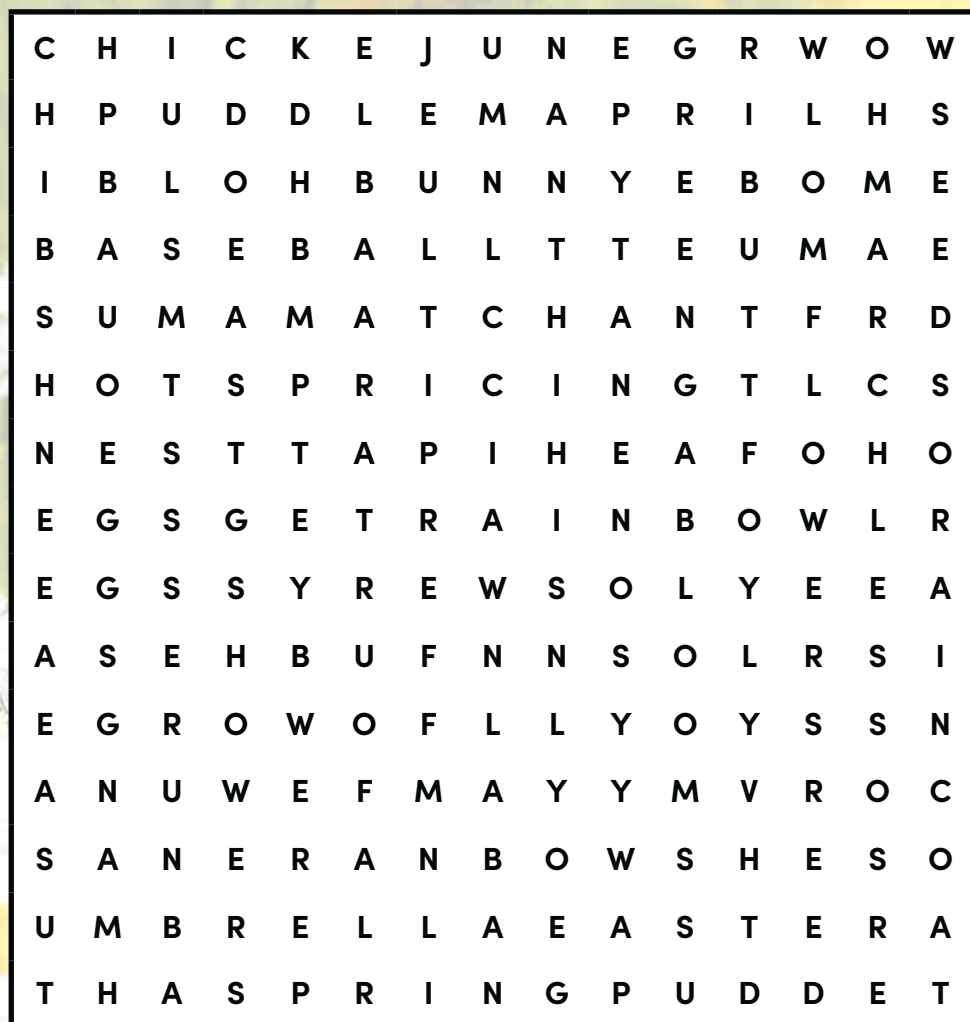 C H I C K E J U N E G R W O W
H P U D D L E M A P R I L H S
I B L O H B U N N Y E B O M E
B A S E B A L L T T E U M A E
S U M A M A T C H A N T F R D
H O T S P R I C I N G T L C S
N E S T T A P I H E A F O H O
E G S G E T R A I N B O W L R
E G S S Y R E W S O L Y E E A
A S E H B U F N N S O L R S I
E G R O W O F L L Y O Y S S N
A N U W E F M A Y Y M V R O C
S A N E R A N B O W S H E S O
U M B R E L L A E A S T E R A
T H A S P R I N G P U D D E T